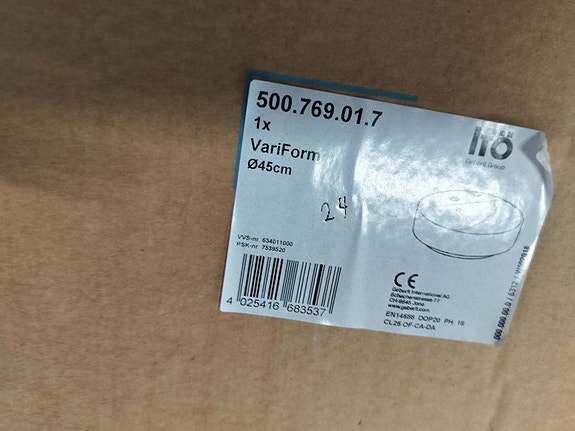 500.769.01.7
1x
VariForm
Ø45cm
Ifö
Geberit Group
24
VVS-nr. 634011000
RSK-nr. 7539520
4 025416 683537
CE
Geberit International AG
Schachenstrasse 77
CH-8645 Jona
www.geberit.com
EN14688 DOP20 PH: 18
CL25 OF-CA-DA